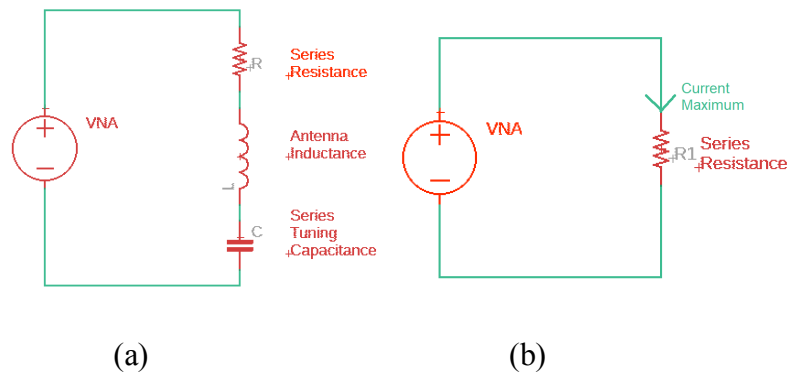 VNA
R
Series
Resistance
Antenna
Inductance
L
C
Series
Tuning
Capacitance
(a)
VNA
Current
Maximum
R1
Series
Resistance
(b)